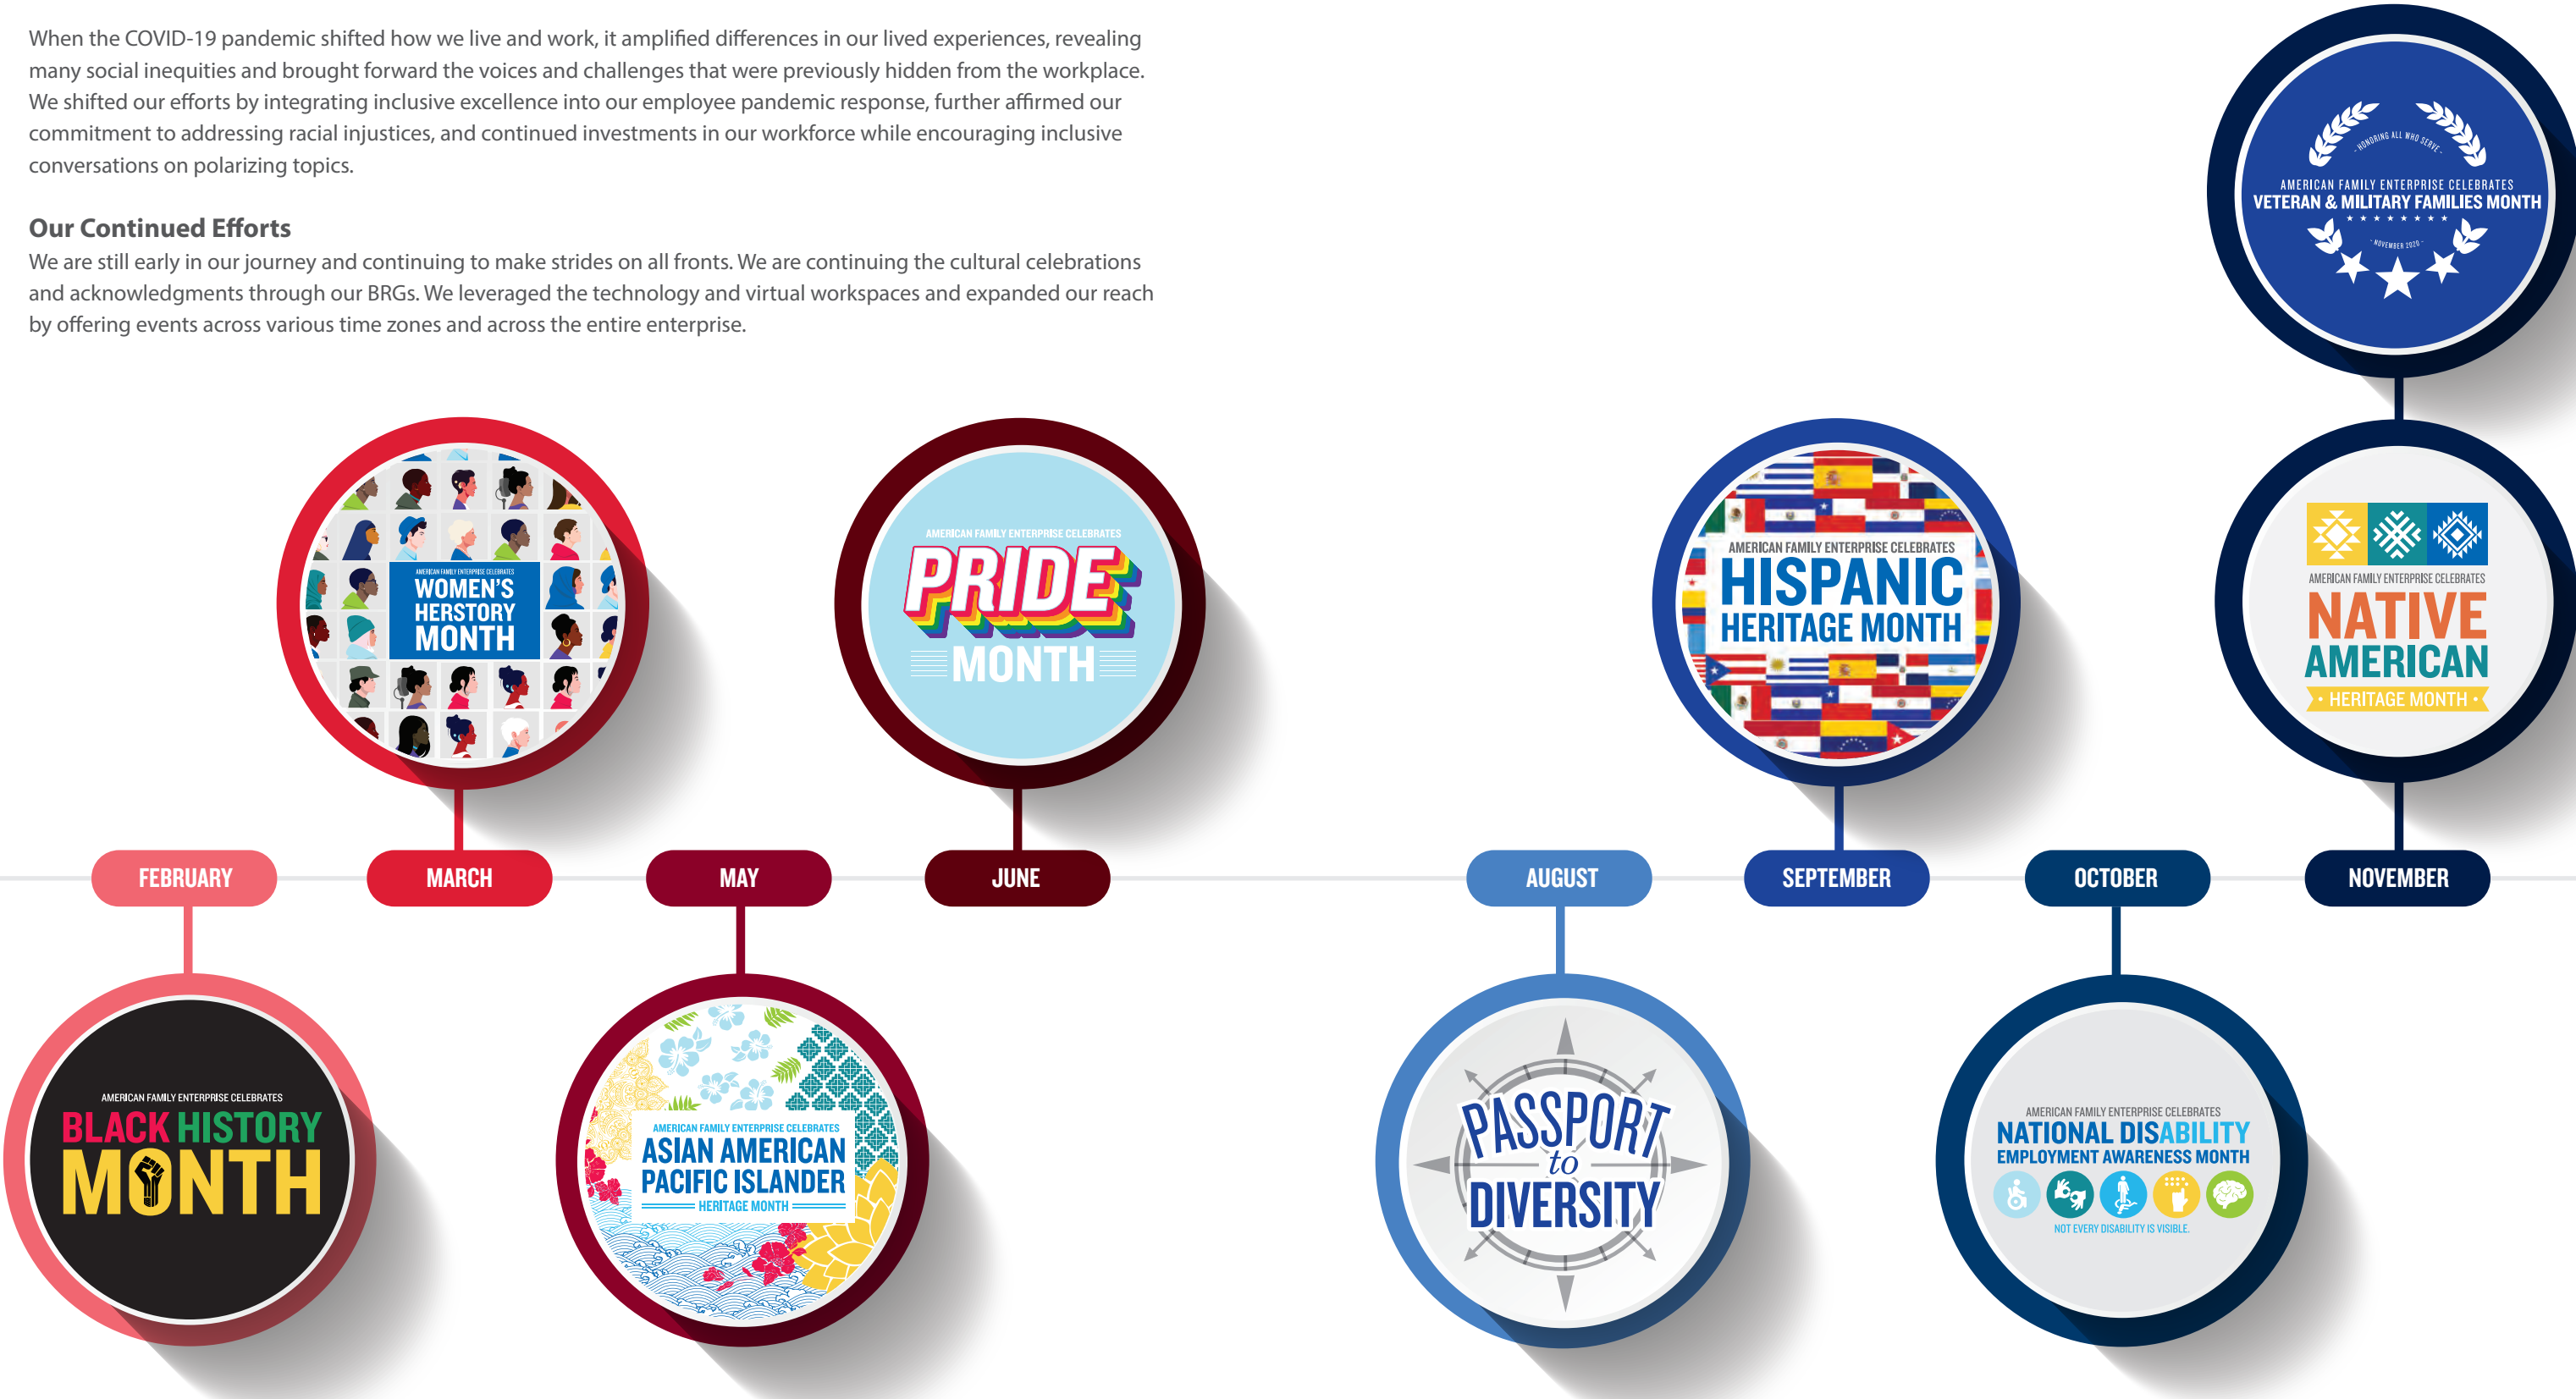 When the COVID-19 pandemic shifted how we live and work, it amplified differences in our lived experiences, revealing
many social inequities and brought forward the voices and challenges that were previously hidden from the workplace.
We shifted our efforts by integrating inclusive excellence into our employee pandemic response, further affirmed our
commitment to addressing racial injustices, and continued investments in our workforce while encouraging inclusive
conversations on polarizing topics.
Our Continued Efforts
We are still early in our journey and continuing to make strides on all fronts. We are continuing the cultural celebrations
and acknowledgments through our BRGs. We leveraged the technology and virtual workspaces and expanded our reach
by offering events across various time zones and across the entire enterprise.
- HONORING ALL WHO SERVE -
AMERICAN FAMILY ENTERPRISE CELEBRATES
VETERAN & MILITARY FAMILIES MONTH
- NOVEMBER 2020 -
AMERICAN FAMILY ENTERPRISE CELEBRATES
WOMEN'S
HERSTORY
MONTH
AMERICAN FAMILY ENTERPRISE CELEBRATES
PRIDE
MONTH
AMERICAN FAMILY ENTERPRISE CELEBRATES
HISPANIC
HERITAGE MONTH
AMERICAN FAMILY ENTERPRISE CELEBRATES
NATIVE
AMERICAN
• HERITAGE MONTH •
FEBRUARY
MARCH
MAY
JUNE
AUGUST
SEPTEMBER
OCTOBER
NOVEMBER
AMERICAN FAMILY ENTERPRISE CELEBRATES
BLACK HISTORY
MONTH
AMERICAN FAMILY ENTERPRISE CELEBRATES
ASIAN AMERICAN
PACIFIC ISLANDER
HERITAGE MONTH
PASSPORT
to
DIVERSITY
AMERICAN FAMILY ENTERPRISE CELEBRATES
NATIONAL DISABILITY
EMPLOYMENT AWARENESS MONTH
NOT EVERY DISABILITY IS VISIBLE.